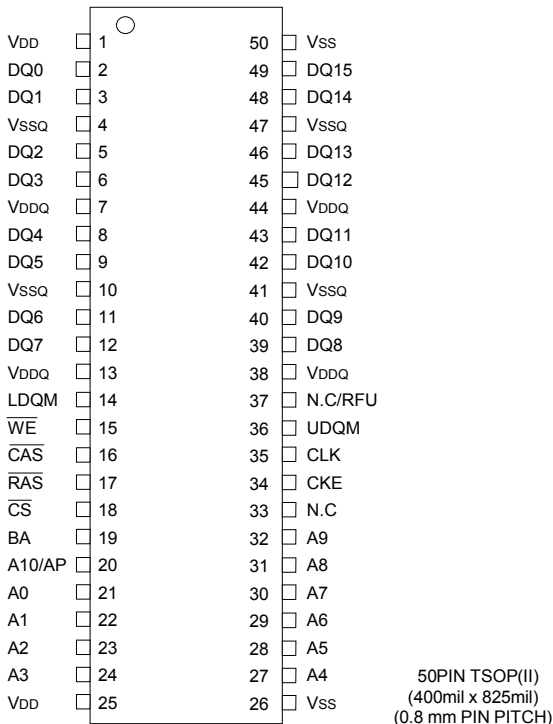 VDD 1 50 VSS
DQ0 2 49 DQ15
DQ1 3 48 DQ14
VSSQ 4 47 VSSQ
DQ2 5 46 DQ13
DQ3 6 45 DQ12
VDDQ 7 44 VDDQ
DQ4 8 43 DQ11
DQ5 9 42 DQ10
VSSQ 10 41 VSSQ
DQ6 11 40 DQ9
DQ7 12 39 DQ8
VDDQ 13 38 VDDQ
LDQM 14 37 N.C/RFU
W̅E̅ 15 36 UDQM
C̅A̅S̅ 16 35 CLK
R̅A̅S̅ 17 34 CKE
C̅S̅ 18 33 N.C
BA 19 32 A9
A10/AP 20 31 A8
A0 21 30 A7
A1 22 29 A6
A2 23 28 A5
A3 24 27 A4
VDD 25 26 VSS
50PIN TSOP(II)
(400mil x 825mil)
(0.8 mm PIN PITCH)